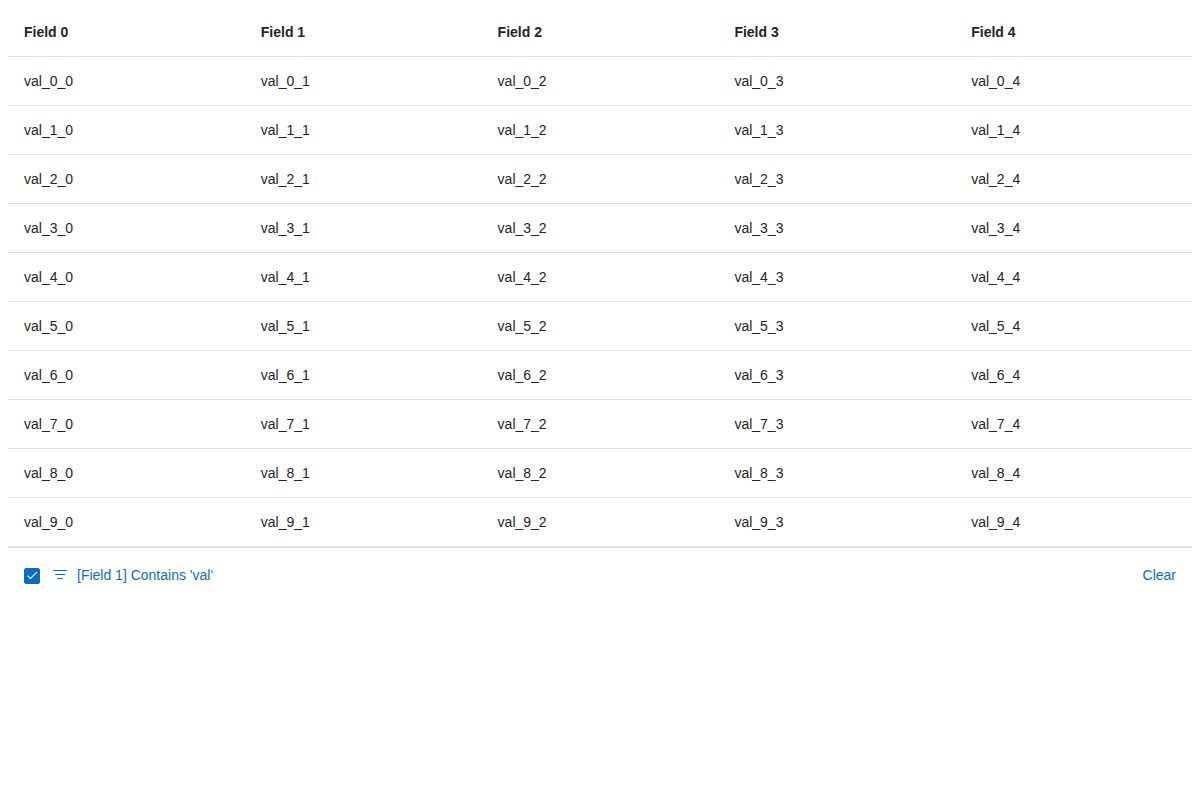 Field 0 Field 1 Field 2 Field 3 Field 4
val_0_0 val_0_1 val_0_2 val_0_3 val_0_4
val_1_0 val_1_1 val_1_2 val_1_3 val_1_4
val_2_0 val_2_1 val_2_2 val_2_3 val_2_4
val_3_0 val_3_1 val_3_2 val_3_3 val_3_4
val_4_0 val_4_1 val_4_2 val_4_3 val_4_4
val_5_0 val_5_1 val_5_2 val_5_3 val_5_4
val_6_0 val_6_1 val_6_2 val_6_3 val_6_4
val_7_0 val_7_1 val_7_2 val_7_3 val_7_4
val_8_0 val_8_1 val_8_2 val_8_3 val_8_4
val_9_0 val_9_1 val_9_2 val_9_3 val_9_4
[Field 1] Contains 'val' Clear